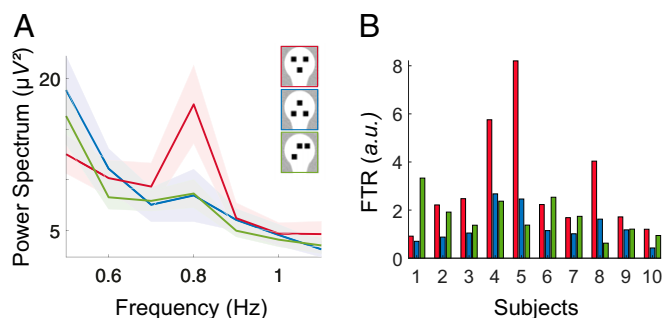 A
Power Spectrum (µV²)
20
5
0.6
0.8
1
Frequency (Hz)
B
FTR (a.u.)
8
6
4
2
0
1 2 3 4 5 6 7 8 9 10
Subjects